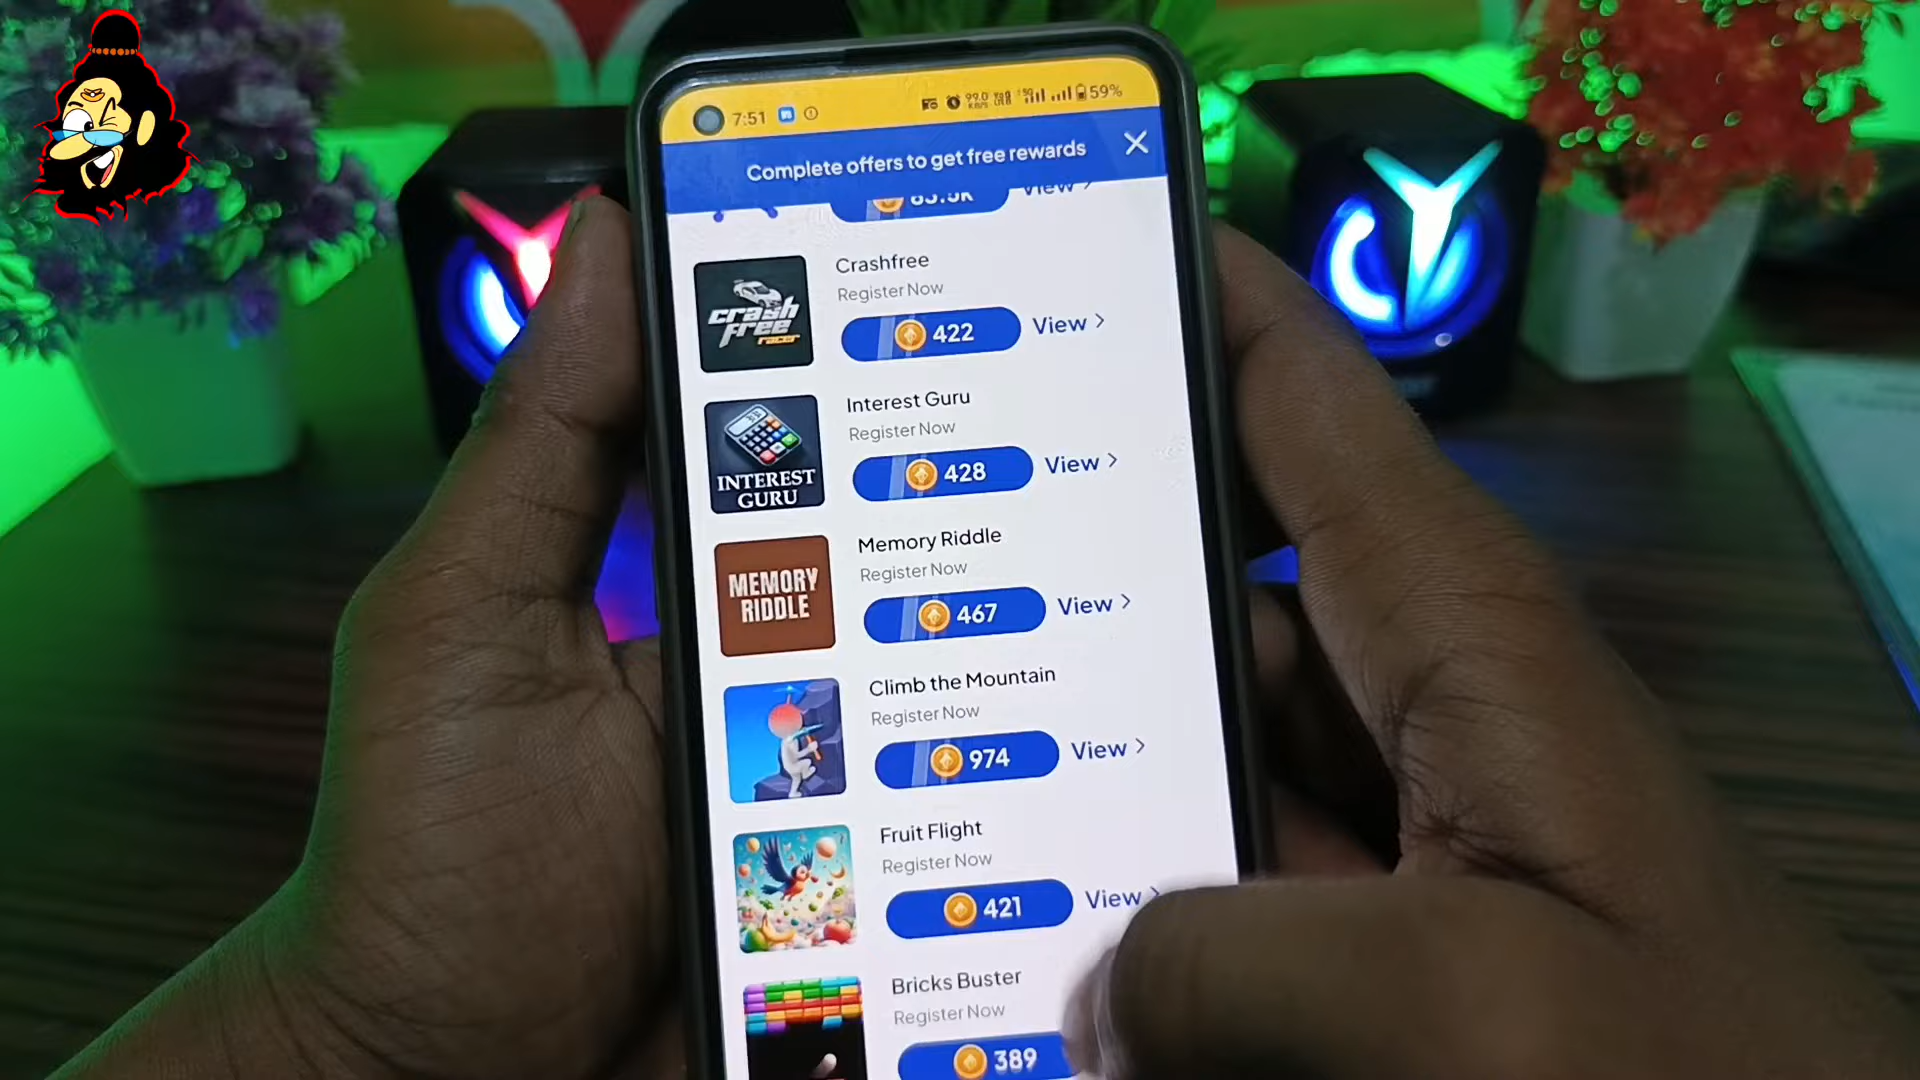 7:51
59%
Complete offers to get free rewards
View
Crashfree
Register Now
422 View
crash
free
racer
Interest Guru
Register Now
428 View
INTEREST
GURU
Memory Riddle
Register Now
467 View
MEMORY
RIDDLE
Climb the Mountain
Register Now
974 View
Fruit Flight
Register Now
421 View
Bricks Buster
Register Now
389